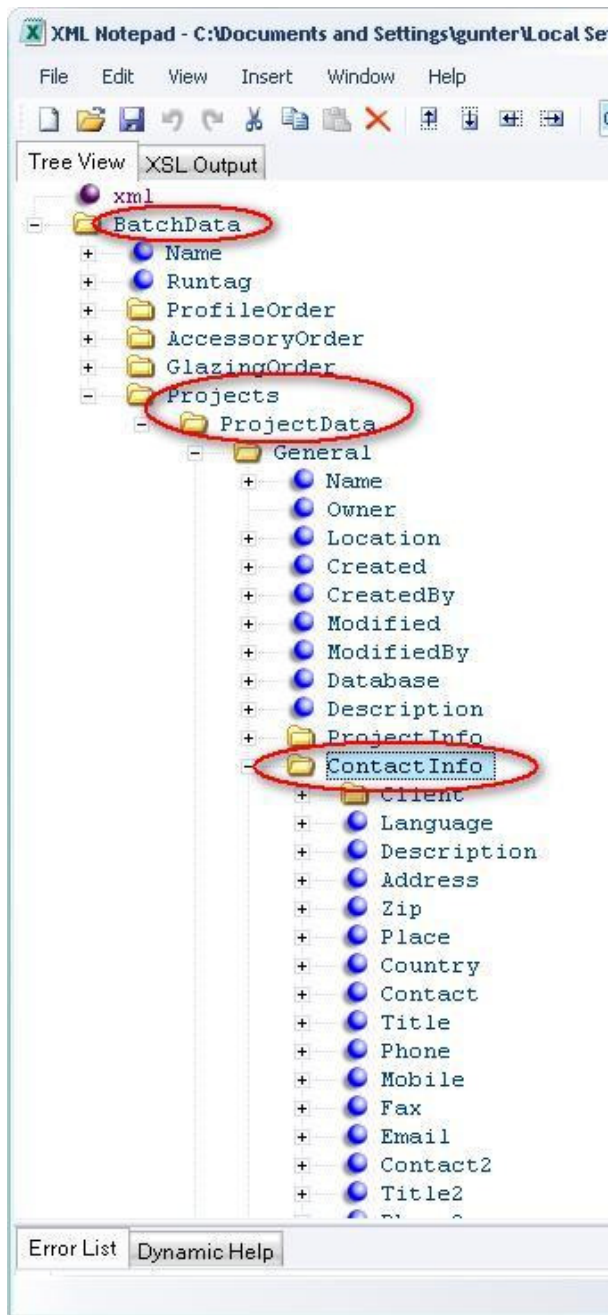 XML Notepad - C:\Documents and Settings\gunter\Local Se
File Edit View Insert Window Help
Tree View XSL Output
xml
BatchData
Name
Runtag
ProfileOrder
AccessoryOrder
GlazingOrder
Projects
ProjectData
General
Name
Owner
Location
Created
CreatedBy
Modified
ModifiedBy
Database
Description
ProjectInfo
ContactInfo
Client
Language
Description
Address
Zip
Place
Country
Contact
Title
Phone
Mobile
Fax
Email
Contact2
Title2
Error List Dynamic Help